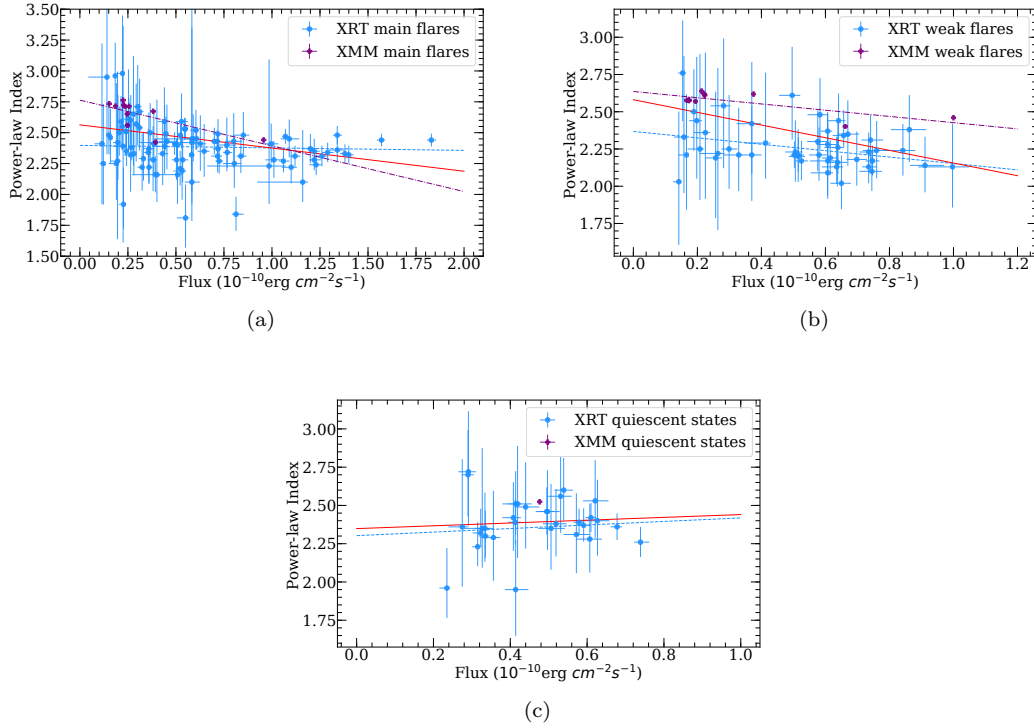 3.50
3.25
3.00
2.75
2.50
2.25
2.00
1.75
1.50
Power-law Index
XRT main flares
XMM main flares
0.00 0.25 0.50 0.75 1.00 1.25 1.50 1.75 2.00
Flux (10⁻¹⁰erg cm⁻²s⁻¹)
(a)
3.00
2.75
2.50
2.25
2.00
1.75
Power-law Index
XRT weak flares
XMM weak flares
0.0 0.2 0.4 0.6 0.8 1.0 1.2
Flux (10⁻¹⁰erg cm⁻²s⁻¹)
(b)
3.00
2.75
2.50
2.25
2.00
1.75
Power-law Index
XRT quiescent states
XMM quiescent states
0.0 0.2 0.4 0.6 0.8 1.0
Flux (10⁻¹⁰erg cm⁻²s⁻¹)
(c)